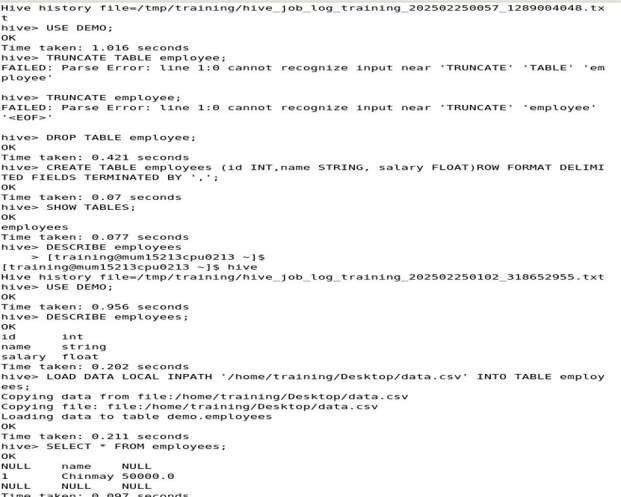 Hive history file=/tmp/training/hive_job_log_training_202502250057_1289004048.tx
t
hive> USE DEMO;
OK
Time taken: 1.016 seconds
hive> TRUNCATE TABLE employee;
FAILED: Parse Error: line 1:0 cannot recognize input near 'TRUNCATE' 'TABLE' 'em
ployee'
hive> TRUNCATE employee;
FAILED: Parse Error: line 1:0 cannot recognize input near 'TRUNCATE' 'employee'
'<EOF>'
hive> DROP TABLE employee;
OK
Time taken: 0.421 seconds
hive> CREATE TABLE employees (id INT,name STRING, salary FLOAT)ROW FORMAT DELIMI
TED FIELDS TERMINATED BY ',';
OK
Time taken: 0.07 seconds
hive> SHOW TABLES;
OK
employees
Time taken: 0.077 seconds
hive> DESCRIBE employees
    > [training@mum15213cpu0213 ~]$
[training@mum15213cpu0213 ~]$ hive
Hive history file=/tmp/training/hive_job_log_training_202502250102_318652955.txt
hive> USE DEMO;
OK
Time taken: 0.956 seconds
hive> DESCRIBE employees;
OK
id      int
name    string
salary  float
Time taken: 0.202 seconds
hive> LOAD DATA LOCAL INPATH '/home/training/Desktop/data.csv' INTO TABLE employ
ees;
Copying data from file:/home/training/Desktop/data.csv
Copying file: file:/home/training/Desktop/data.csv
Loading data to table demo.employees
OK
Time taken: 0.211 seconds
hive> SELECT * FROM employees;
OK
NULL    name    NULL
1       Chinmay 50000.0
NULL    NULL    NULL
Time taken: 0.097 seconds